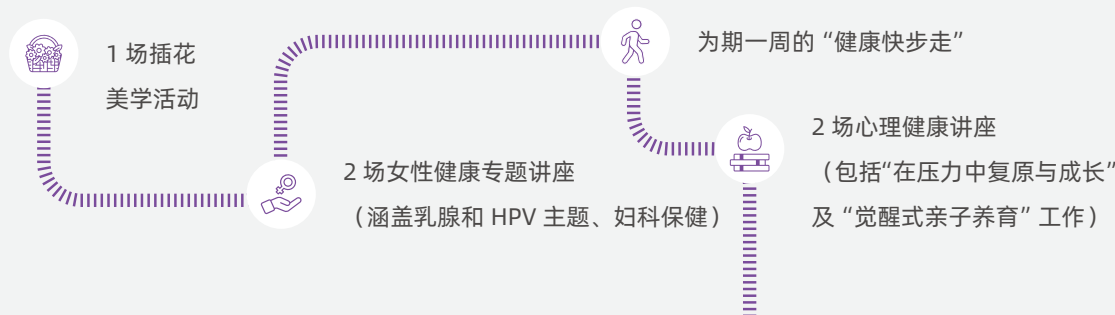 1 场插花
美学活动
2 场女性健康专题讲座
（涵盖乳腺和 HPV 主题、妇科保健）
为期一周的 “健康快步走”
2 场心理健康讲座
（包括“在压力中复原与成长”
及 “觉醒式亲子养育” 工作）